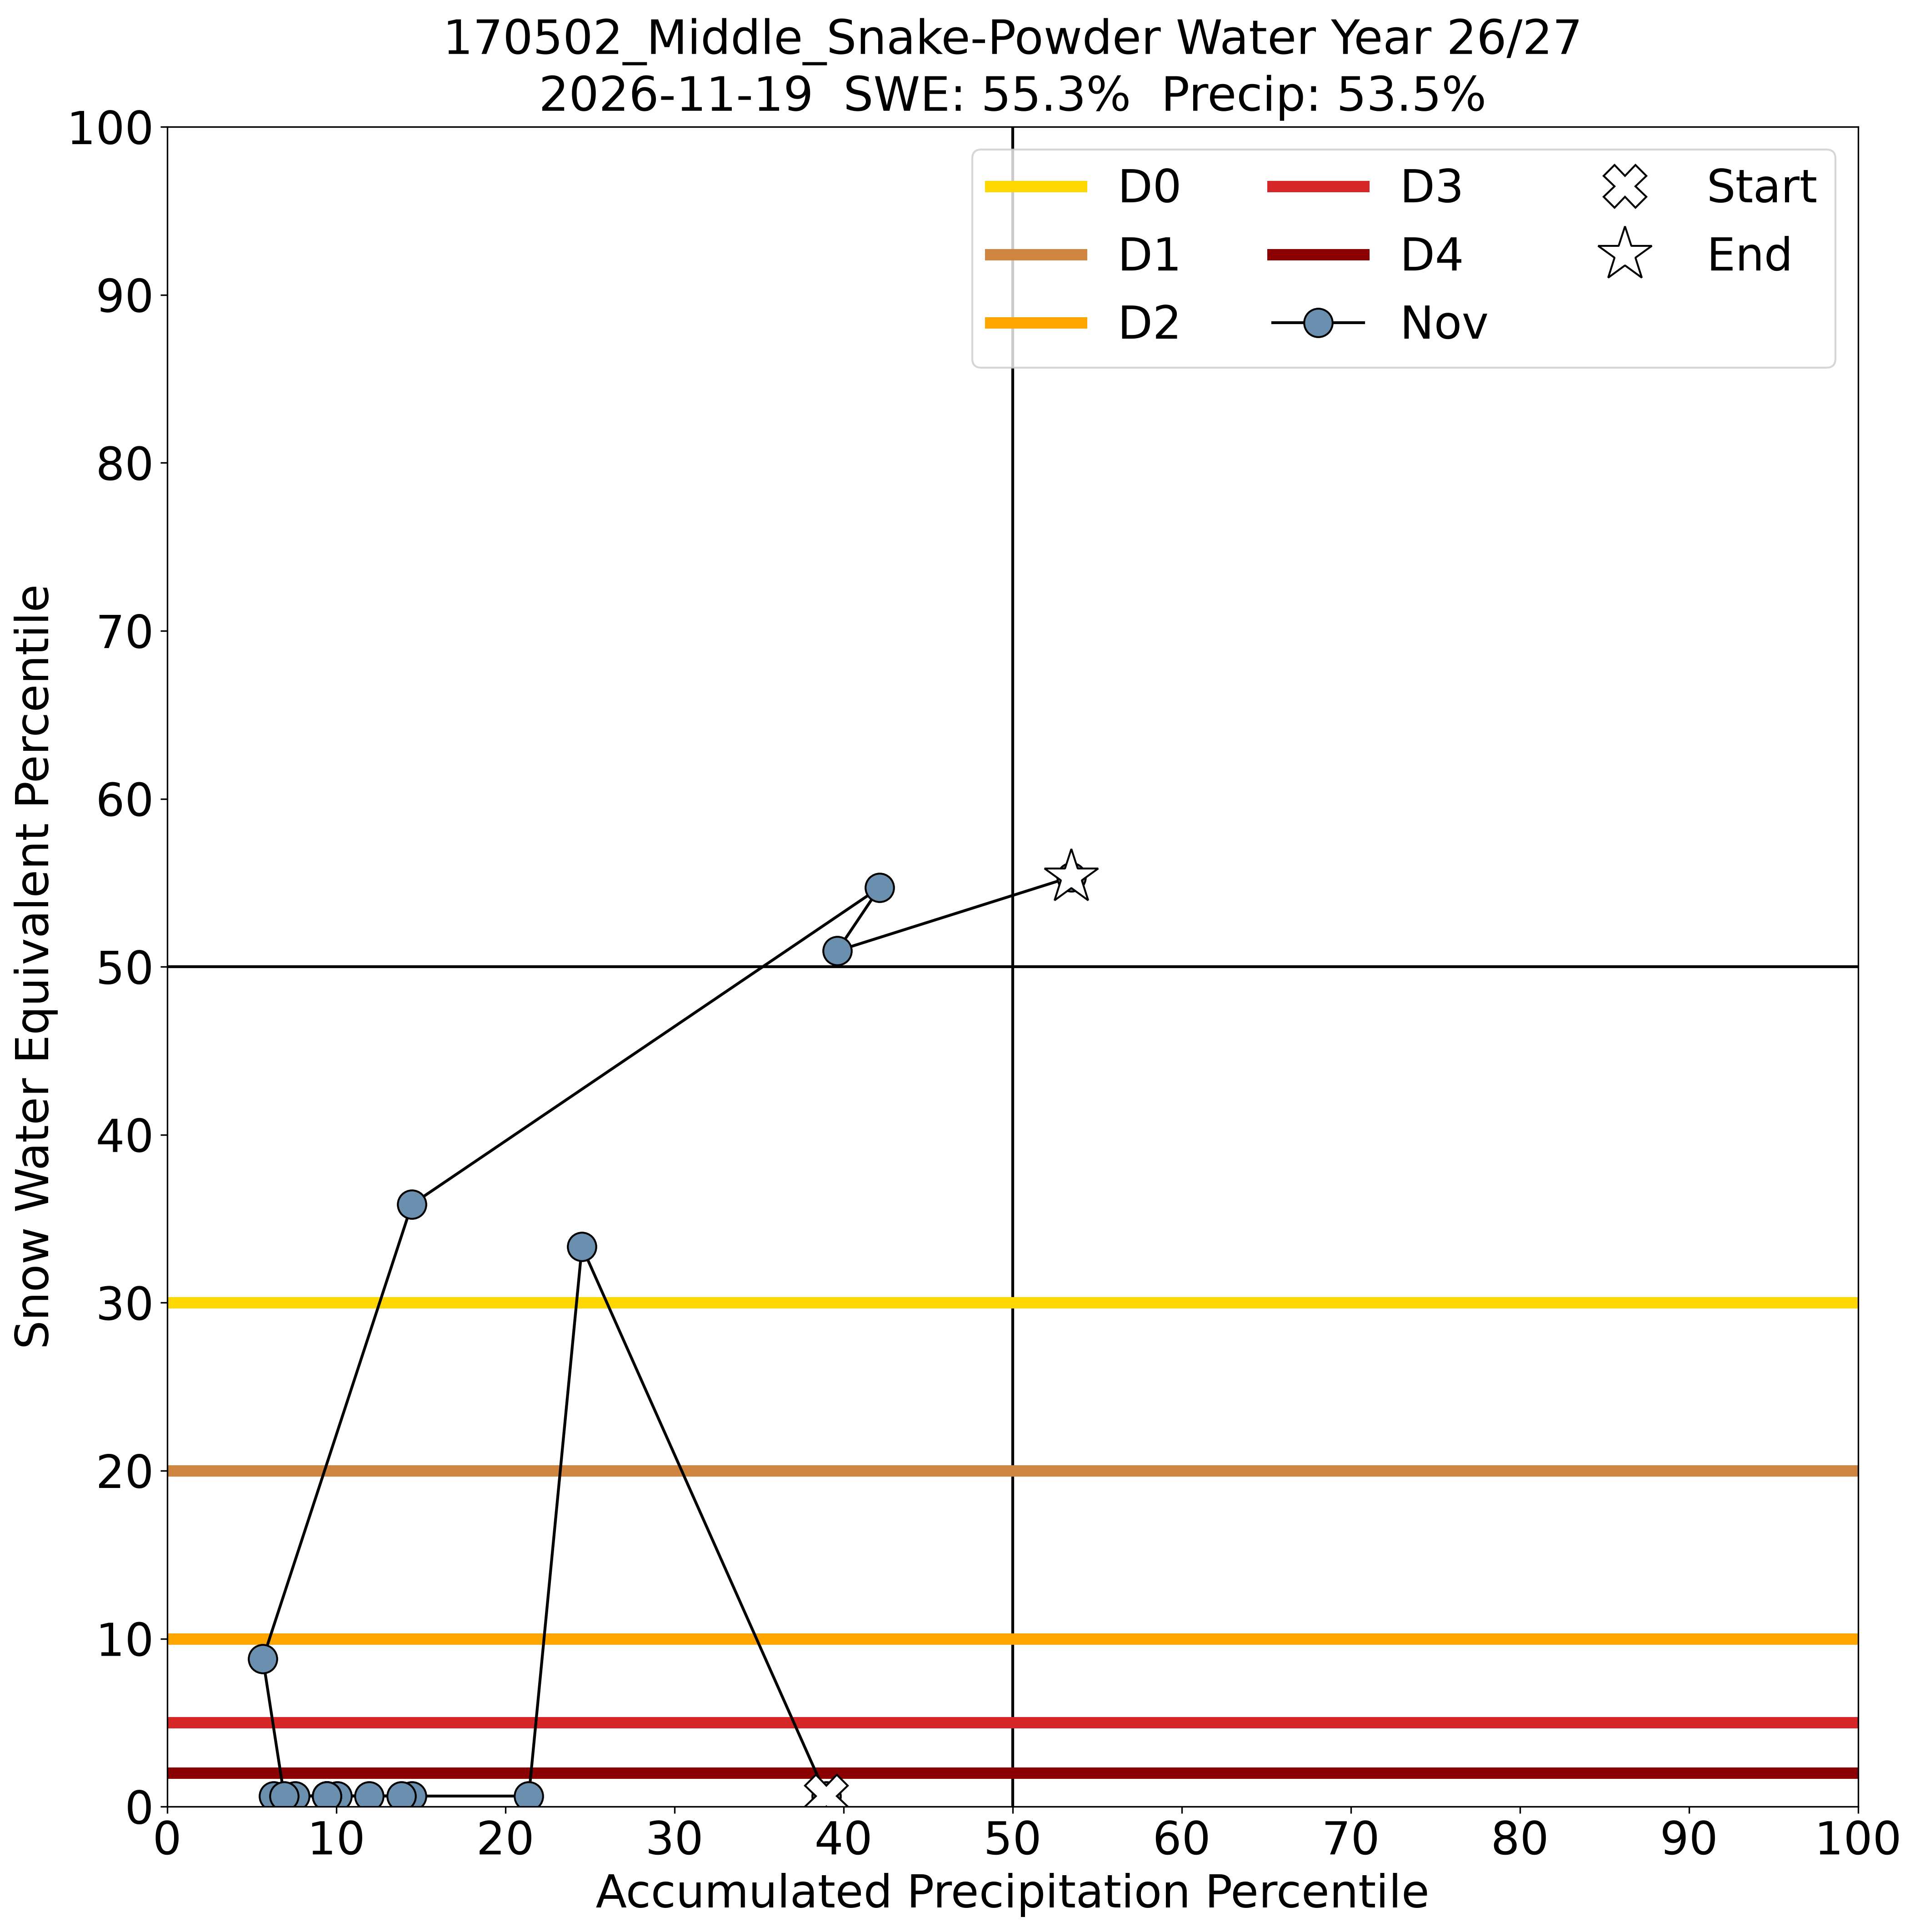 170502_Middle_Snake-Powder Water Year 26/27
2026-11-19  SWE: 55.3%  Precip: 53.5%
D0
D1
D2
D3
D4
Nov
Start
End
Snow Water Equivalent Percentile
100
90
80
70
60
50
40
30
20
10
0
0 10 20 30 40 50 60 70 80 90 100
Accumulated Precipitation Percentile